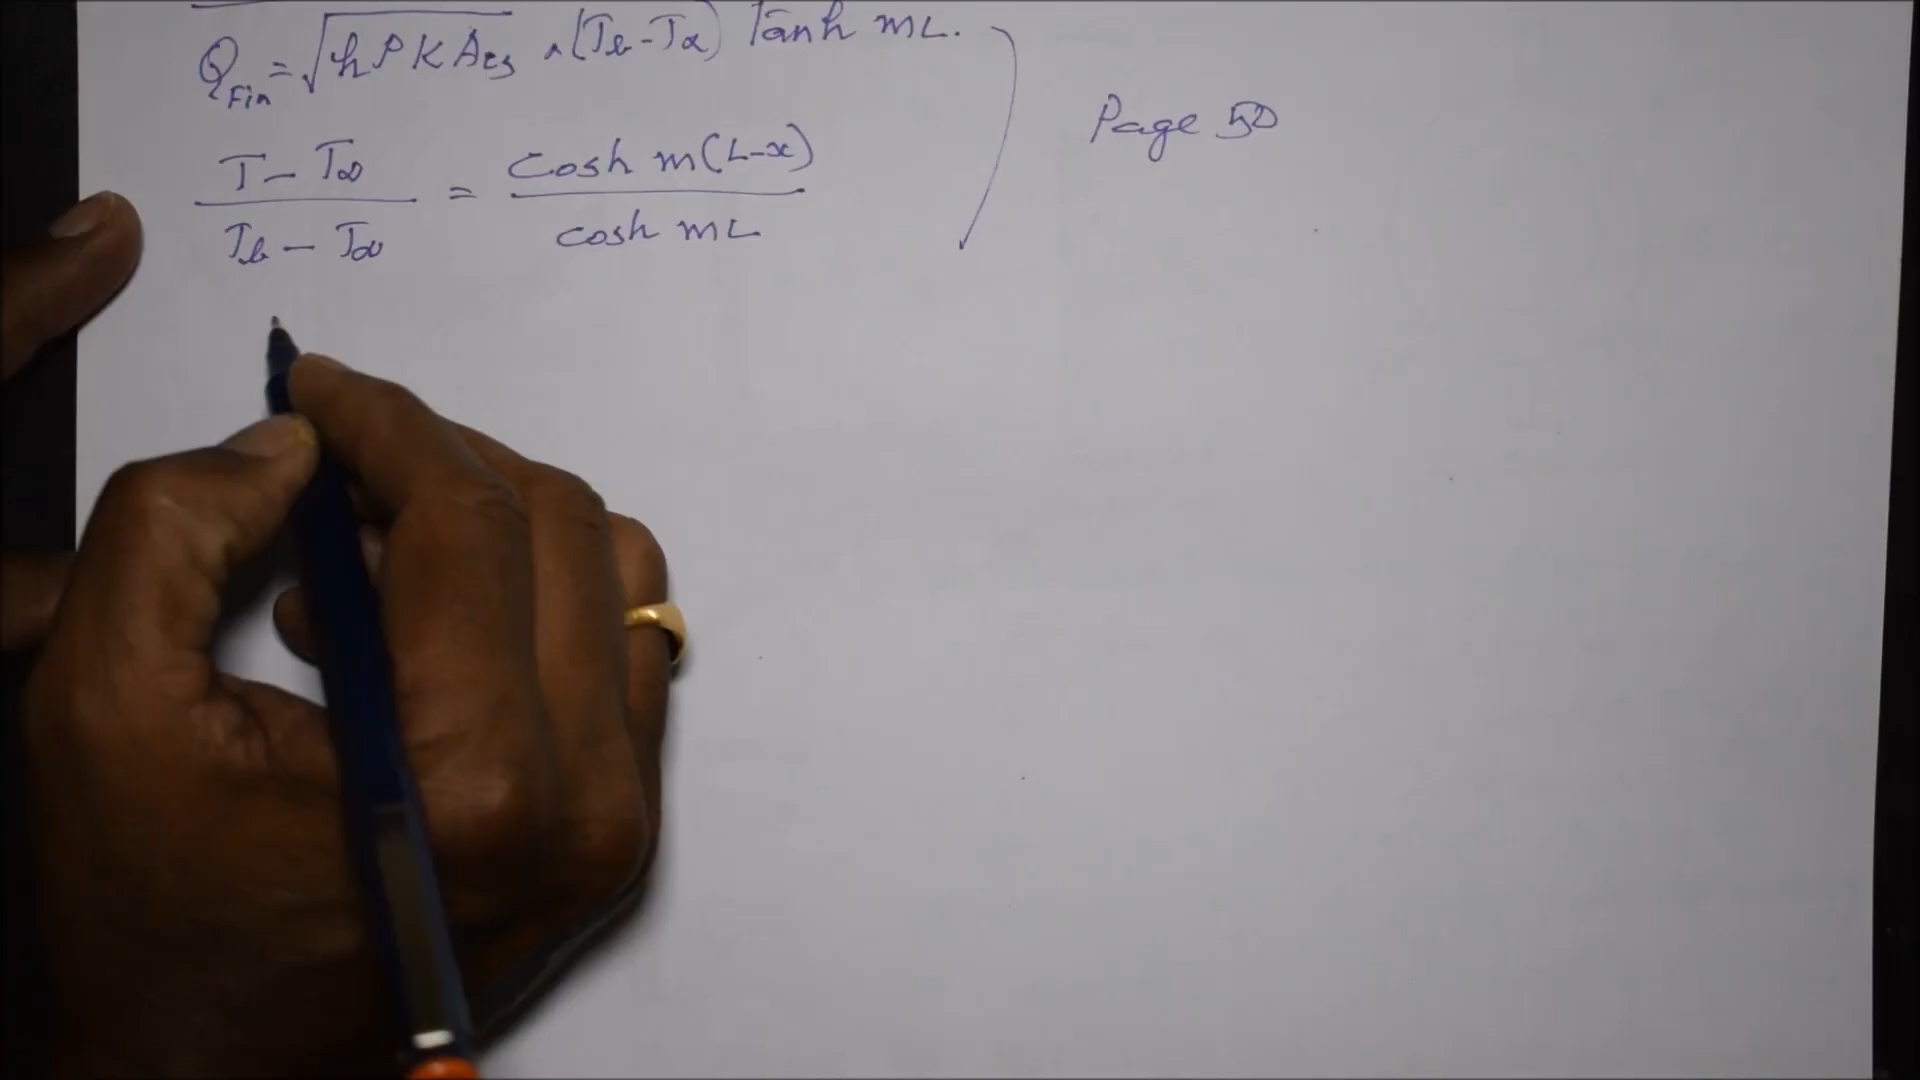 Q_Fin = √hPKAcs × (Tb - T∞) Tanh mL.
Page 50
T - T∞ / Tb - T∞ = Cosh m(L-x) / cosh mL